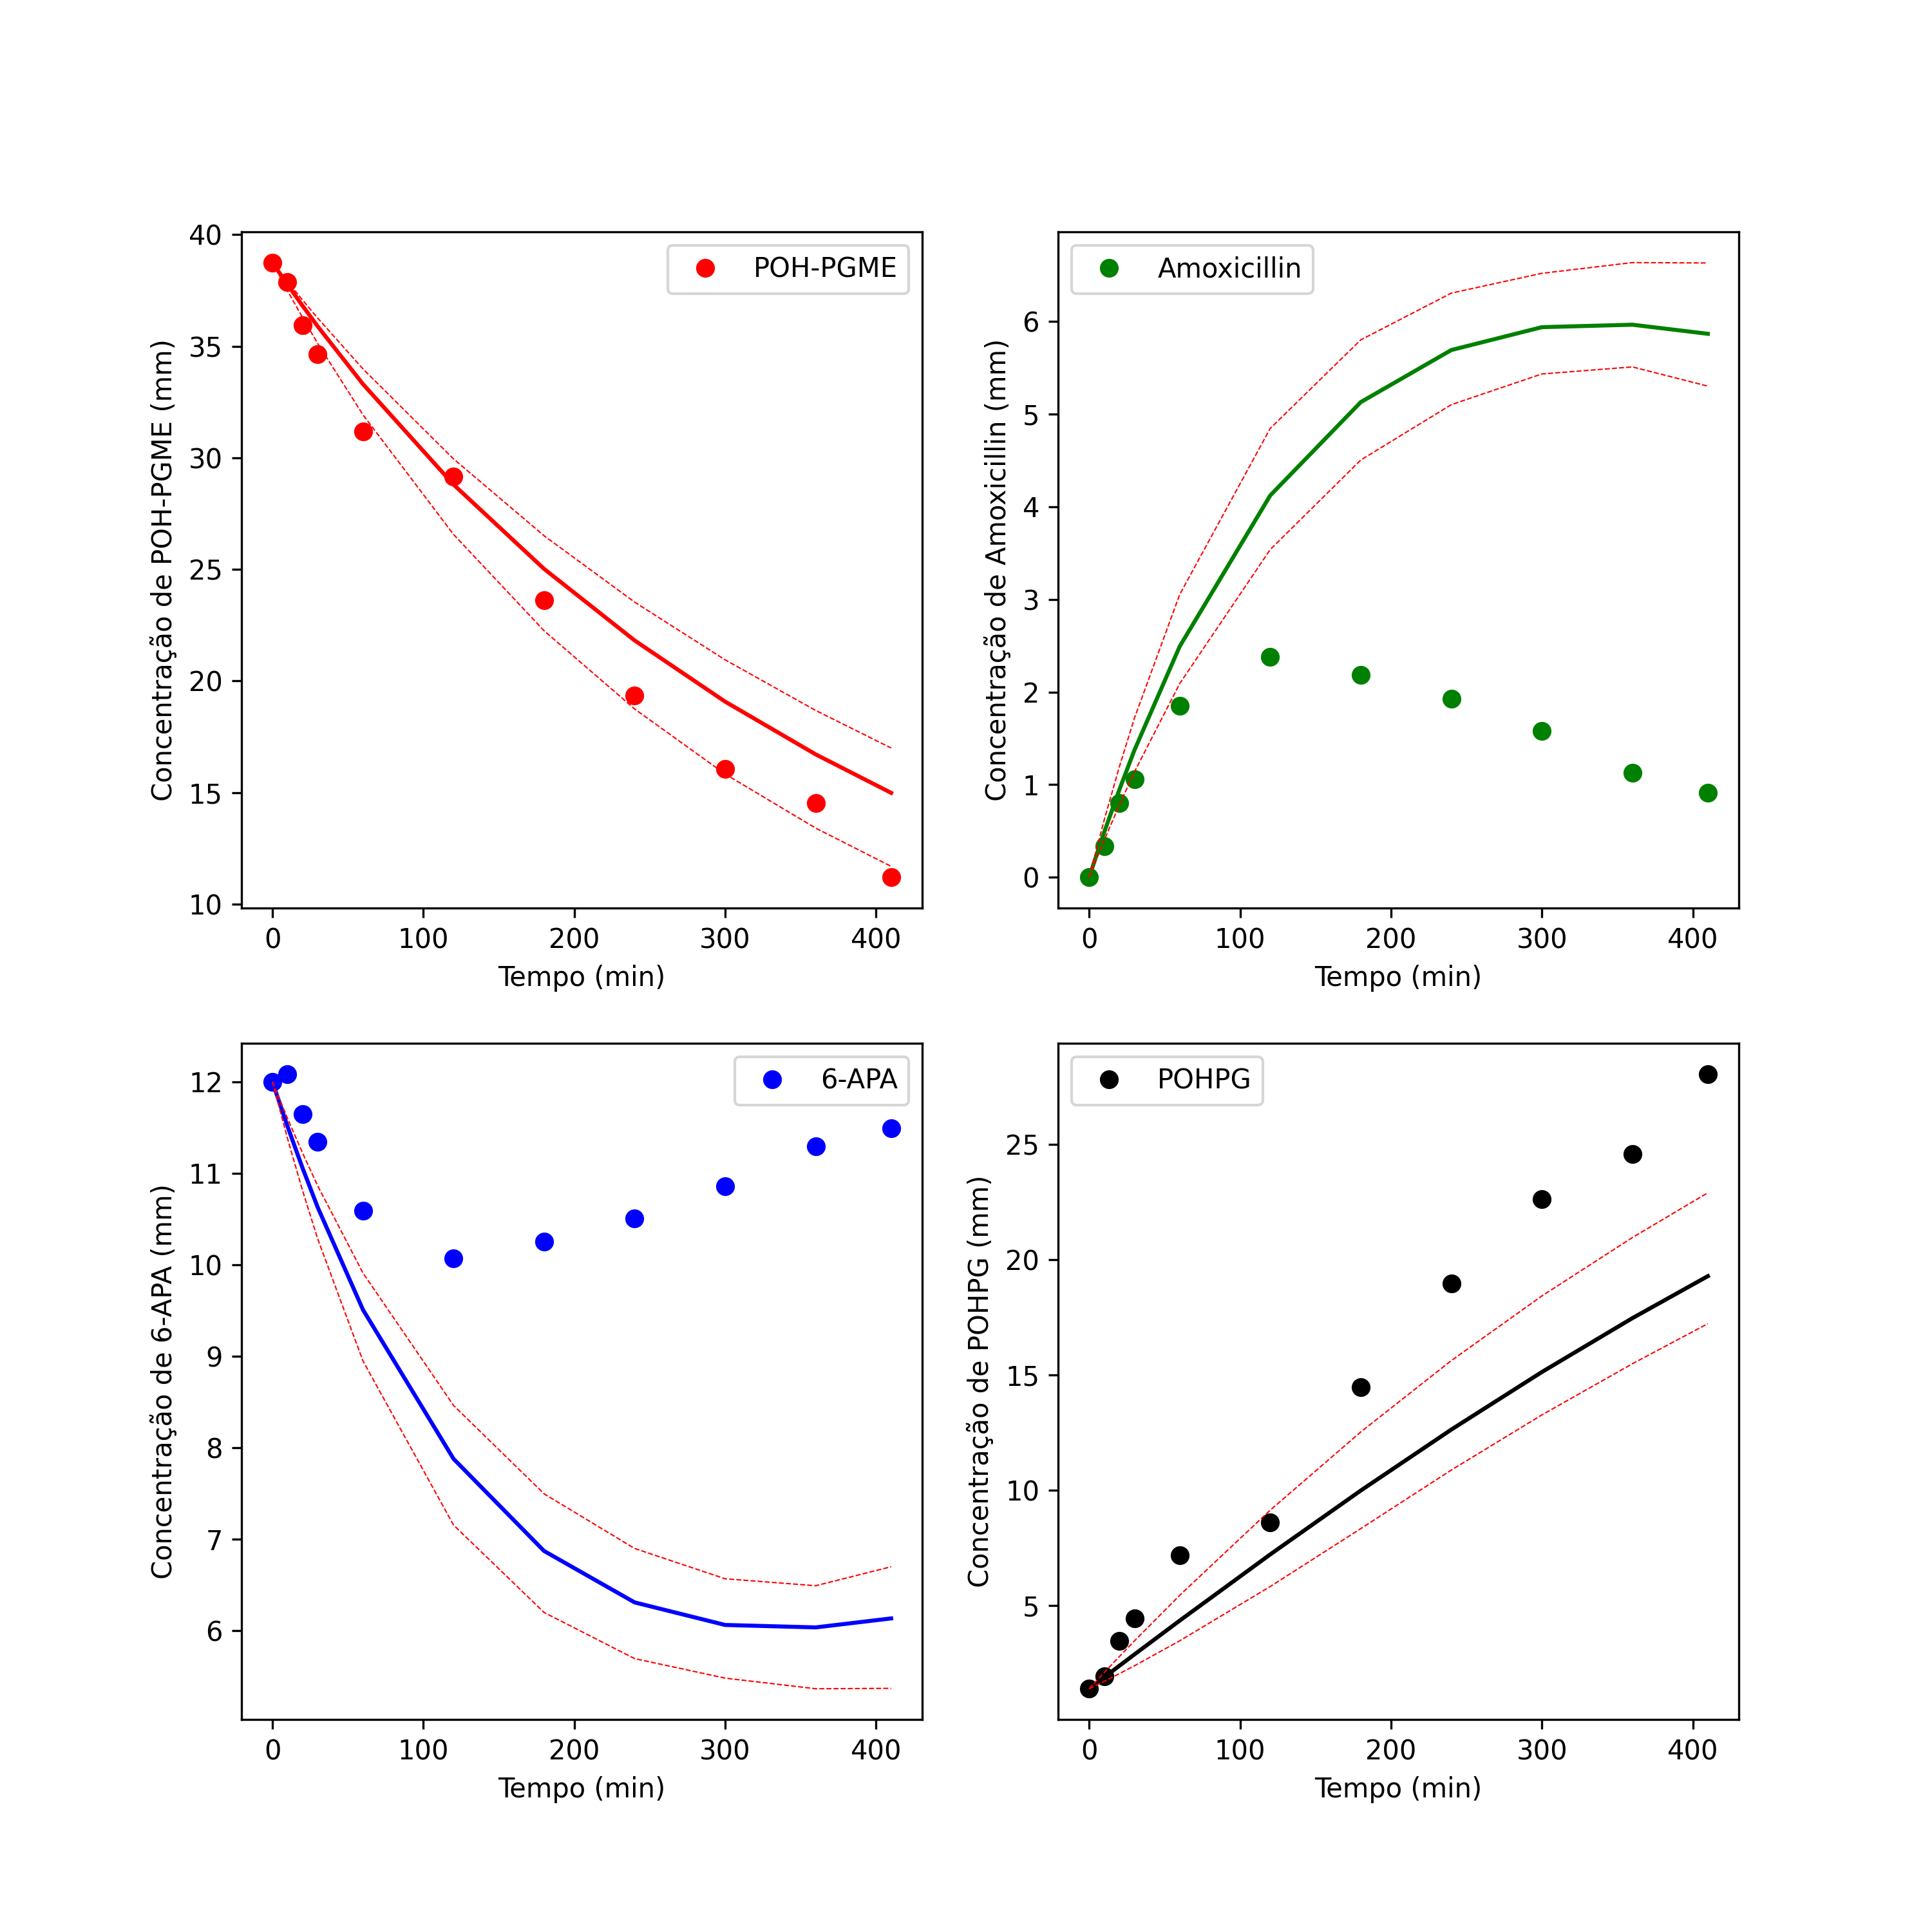 POH-PGME
40
35
30
25
20
15
10
0 100 200 300 400
Concentração de POH-PGME (mm)
Tempo (min)
Amoxicillin
6
5
4
3
2
1
0
0 100 200 300 400
Concentração de Amoxicillin (mm)
Tempo (min)
6-APA
12
11
10
9
8
7
6
0 100 200 300 400
Concentração de 6-APA (mm)
Tempo (min)
POHPG
25
20
15
10
5
0 100 200 300 400
Concentração de POHPG (mm)
Tempo (min)